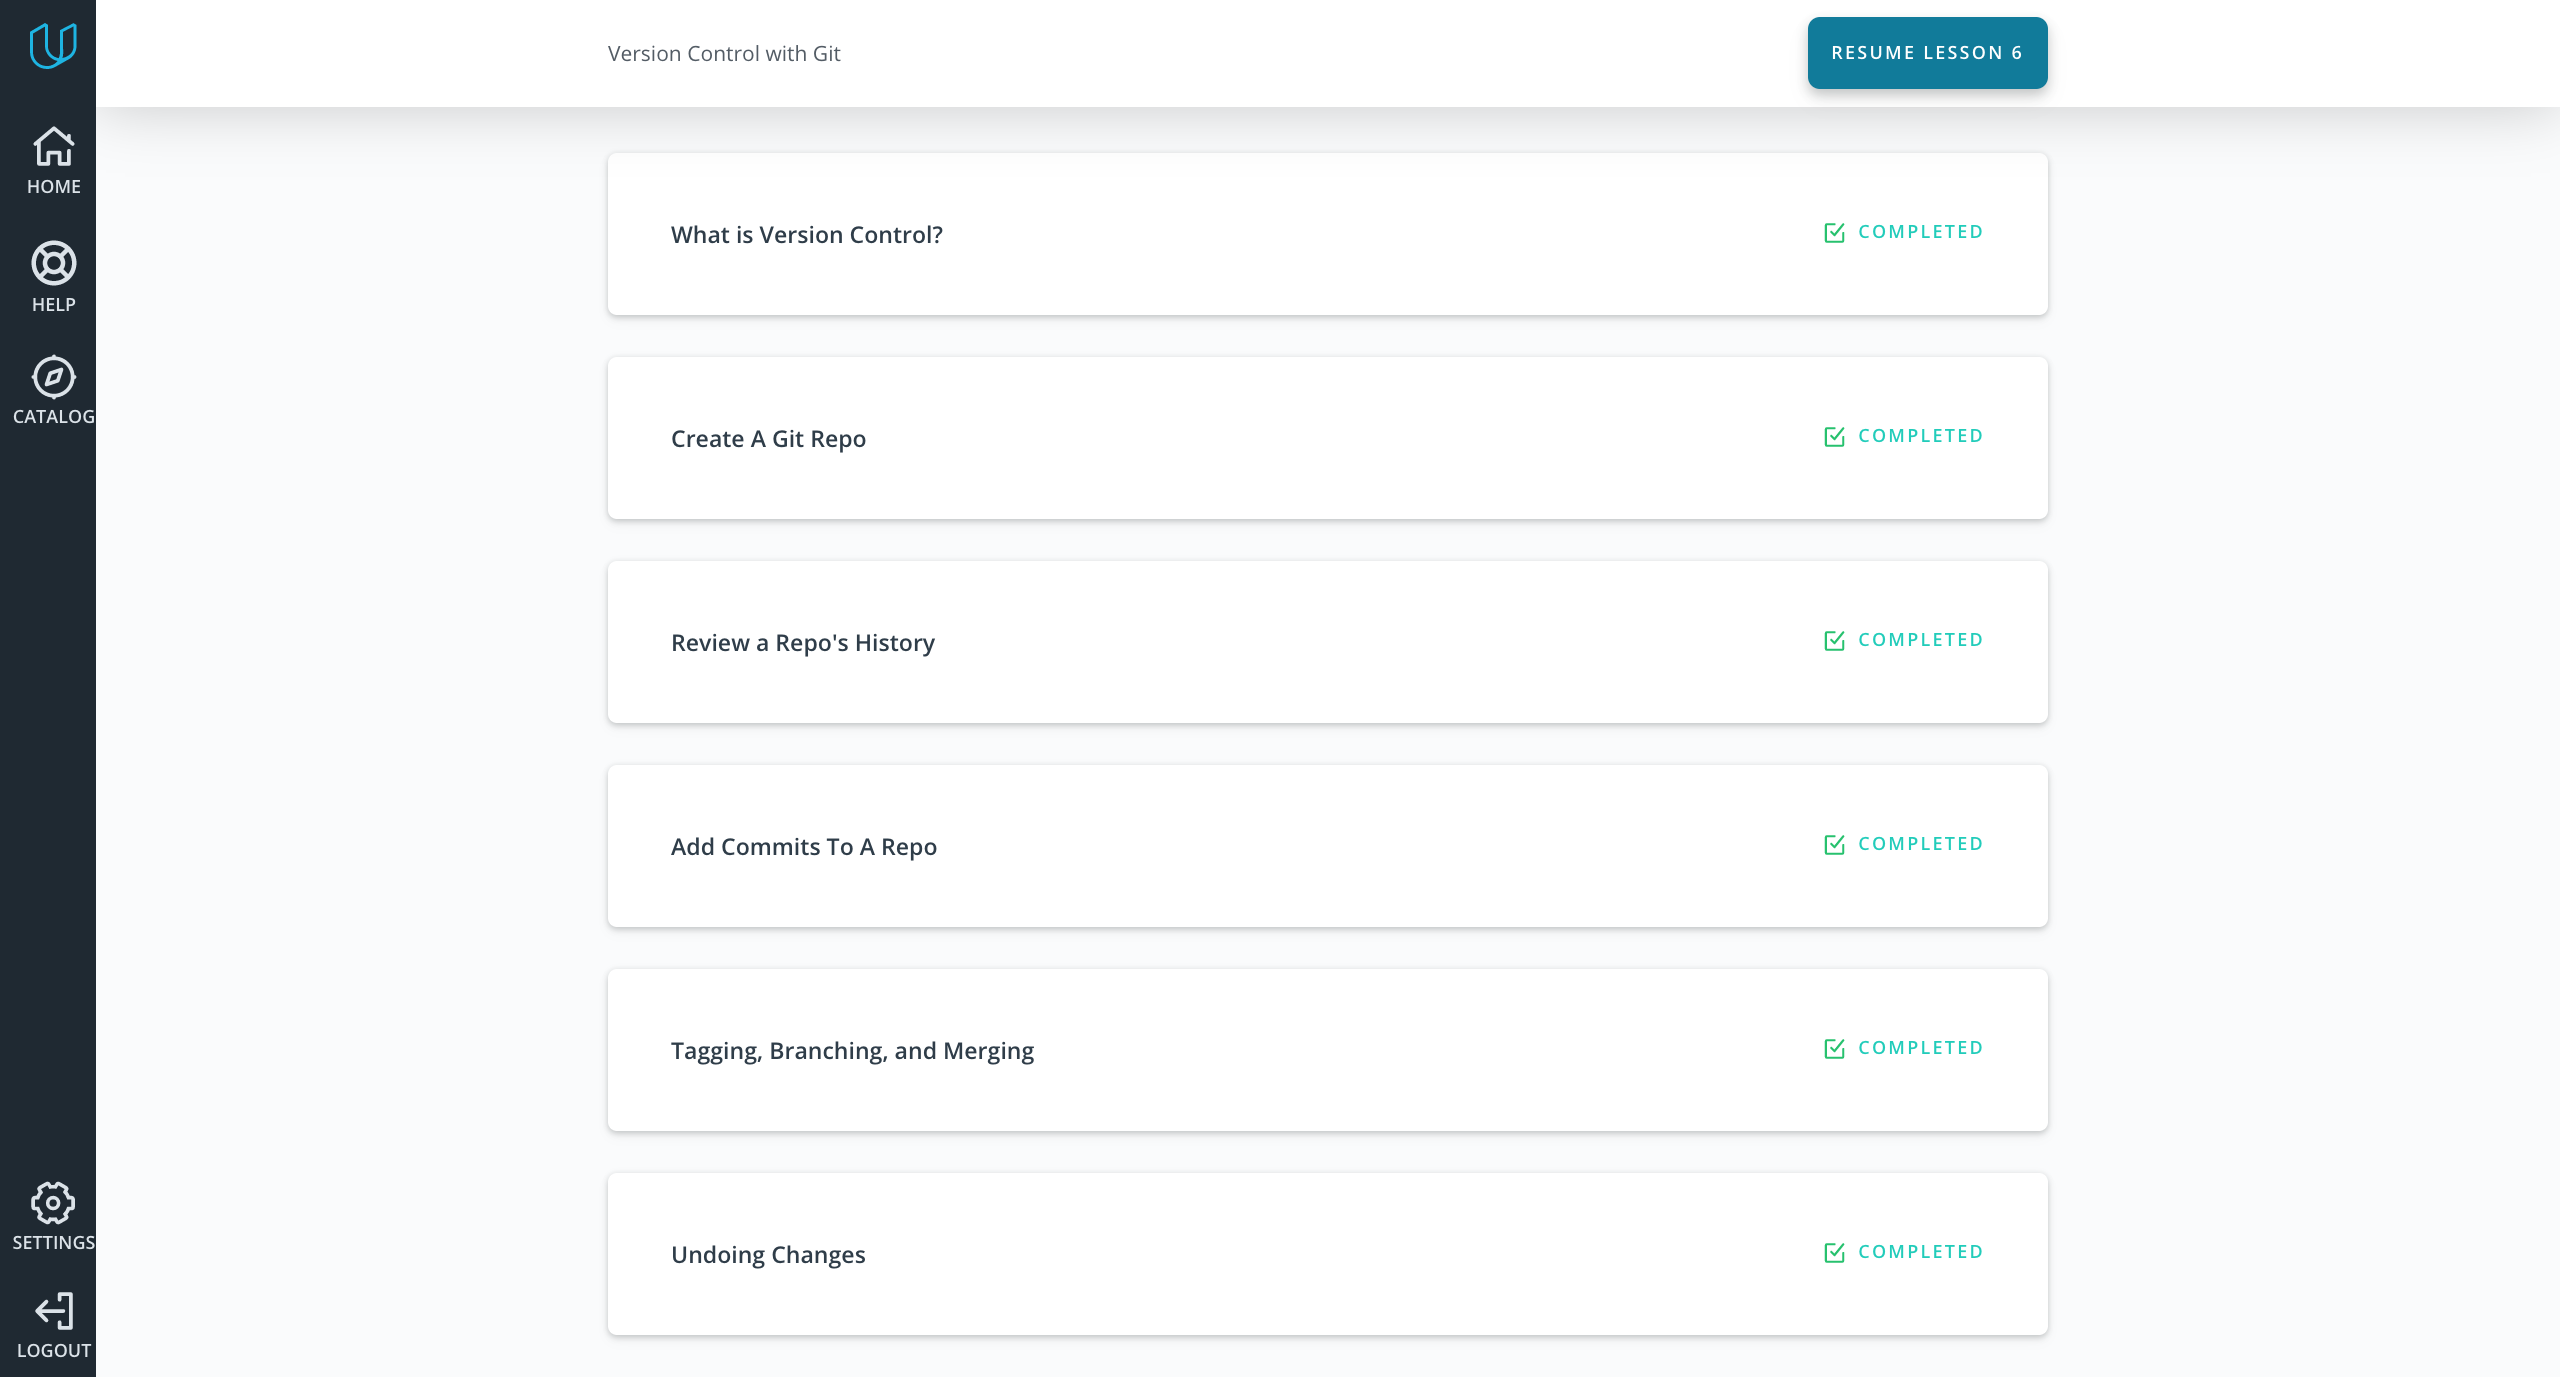 Version Control with Git
RESUME LESSON 6
HOME
HELP
CATALOG
What is Version Control?
COMPLETED
Create A Git Repo
COMPLETED
Review a Repo's History
COMPLETED
Add Commits To A Repo
COMPLETED
Tagging, Branching, and Merging
COMPLETED
Undoing Changes
COMPLETED
SETTINGS
LOGOUT